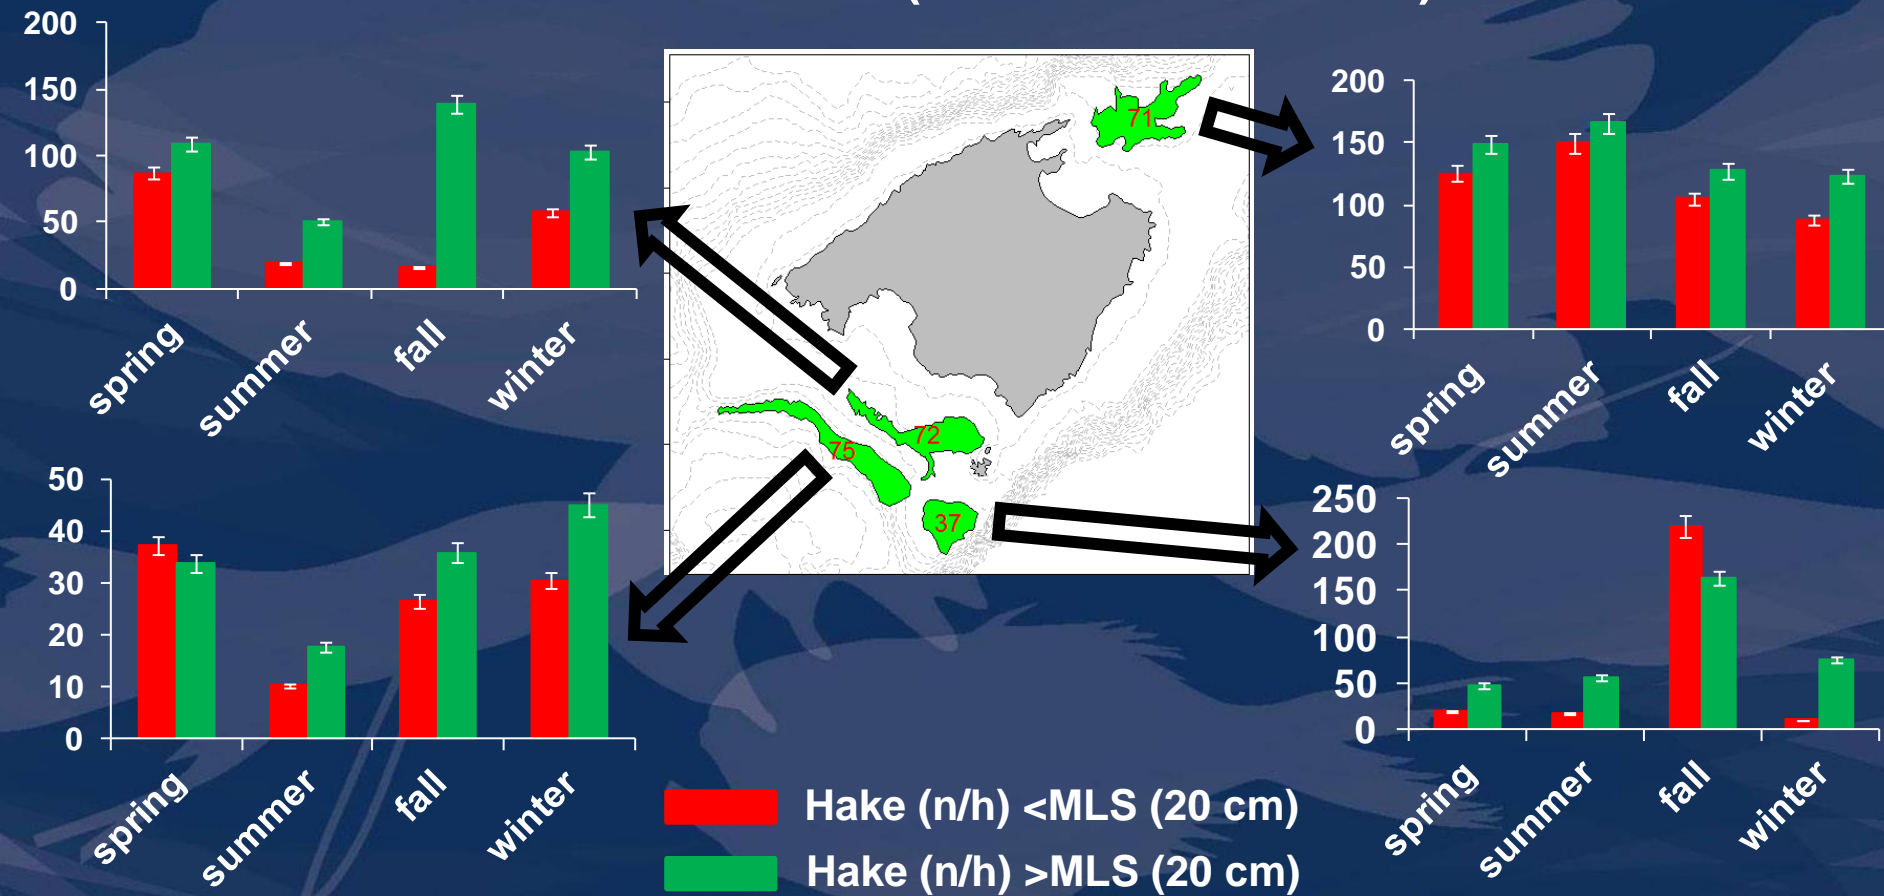 200
150
100
50
0
spring
summer
fall
winter
71
72
75
37
200
150
100
50
0
spring
summer
fall
winter
50
40
30
20
10
0
spring
summer
fall
winter
250
200
150
100
50
0
spring
summer
fall
winter
Hake (n/h) <MLS (20 cm)
Hake (n/h) >MLS (20 cm)